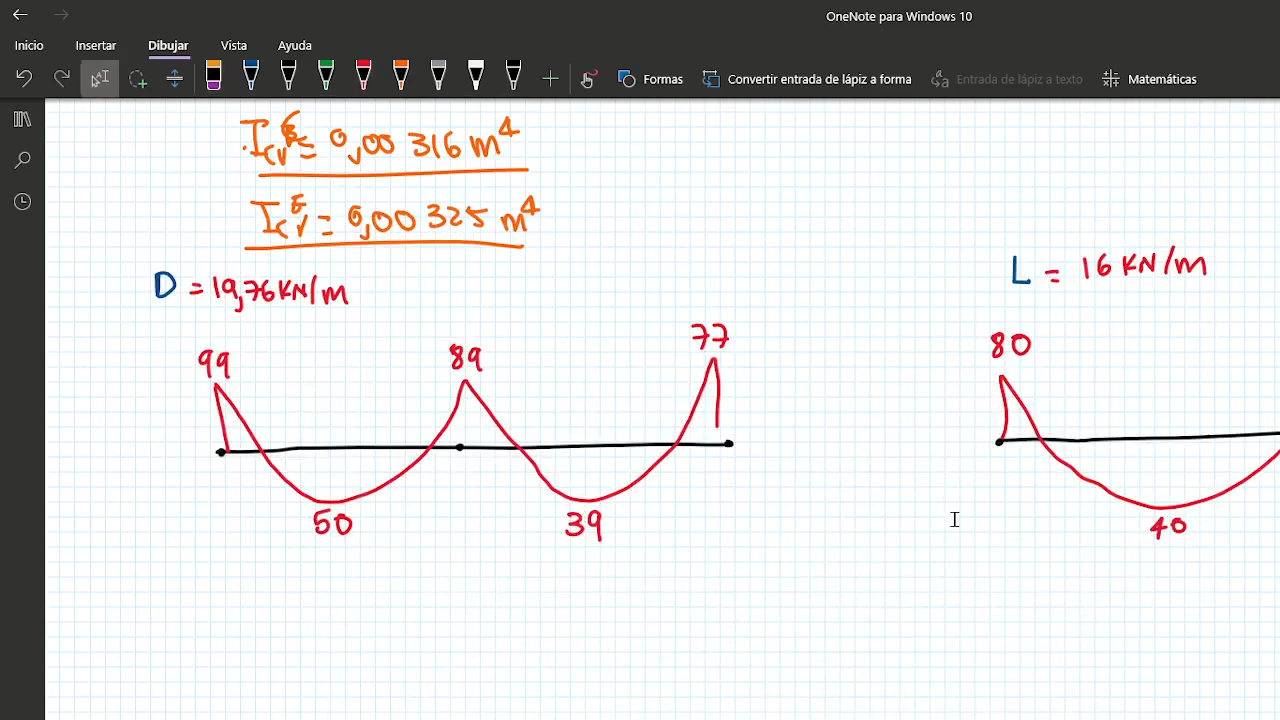 OneNote para Windows 10
Inicio Insertar Dibujar Vista Ayuda
Formas Convertir entrada de lápiz a forma Entrada de lápiz a texto Matemáticas
= 0,00 316 m⁴
= 0,00 325 m⁴
D = 19,76 KN/m
L = 16 KN/m
99 89 77
80
50 39
40